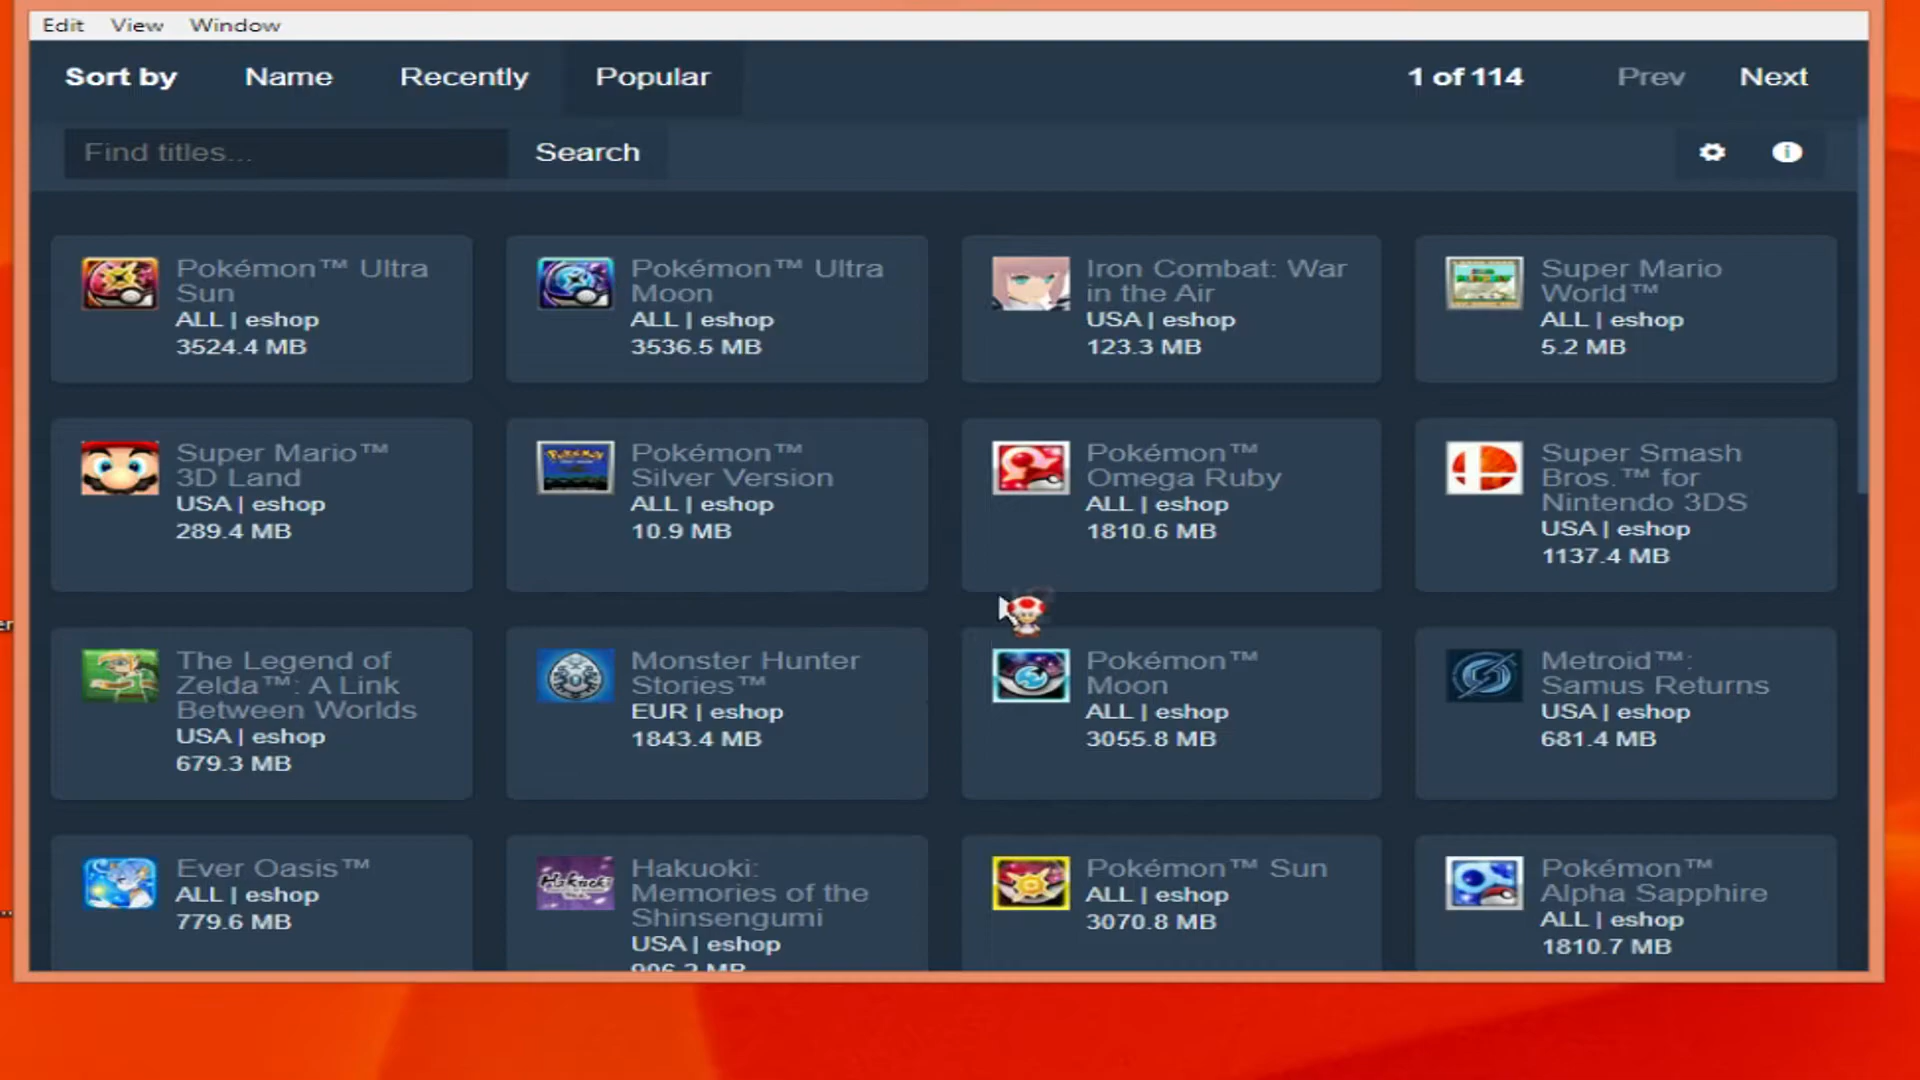 Edit View Window
Sort by Name Recently Popular 1 of 114 Prev Next
Find titles... Search
Pokémon™ Ultra
Sun
ALL | eshop
3524.4 MB
Pokémon™ Ultra
Moon
ALL | eshop
3536.5 MB
Iron Combat: War
in the Air
USA | eshop
123.3 MB
Super Mario
World™
ALL | eshop
5.2 MB
Super Mario™
3D Land
USA | eshop
289.4 MB
Pokémon™
Silver Version
ALL | eshop
10.9 MB
Pokémon™
Omega Ruby
ALL | eshop
1810.6 MB
Super Smash
Bros.™ for
Nintendo 3DS
USA | eshop
1137.4 MB
The Legend of
Zelda™: A Link
Between Worlds
USA | eshop
679.3 MB
Monster Hunter
Stories™
EUR | eshop
1843.4 MB
Pokémon™
Moon
ALL | eshop
3055.8 MB
Metroid™:
Samus Returns
USA | eshop
681.4 MB
Ever Oasis™
ALL | eshop
779.6 MB
Hakuoki:
Memories of the
Shinsengumi
USA | eshop
Pokémon™ Sun
ALL | eshop
3070.8 MB
Pokémon™
Alpha Sapphire
ALL | eshop
1810.7 MB